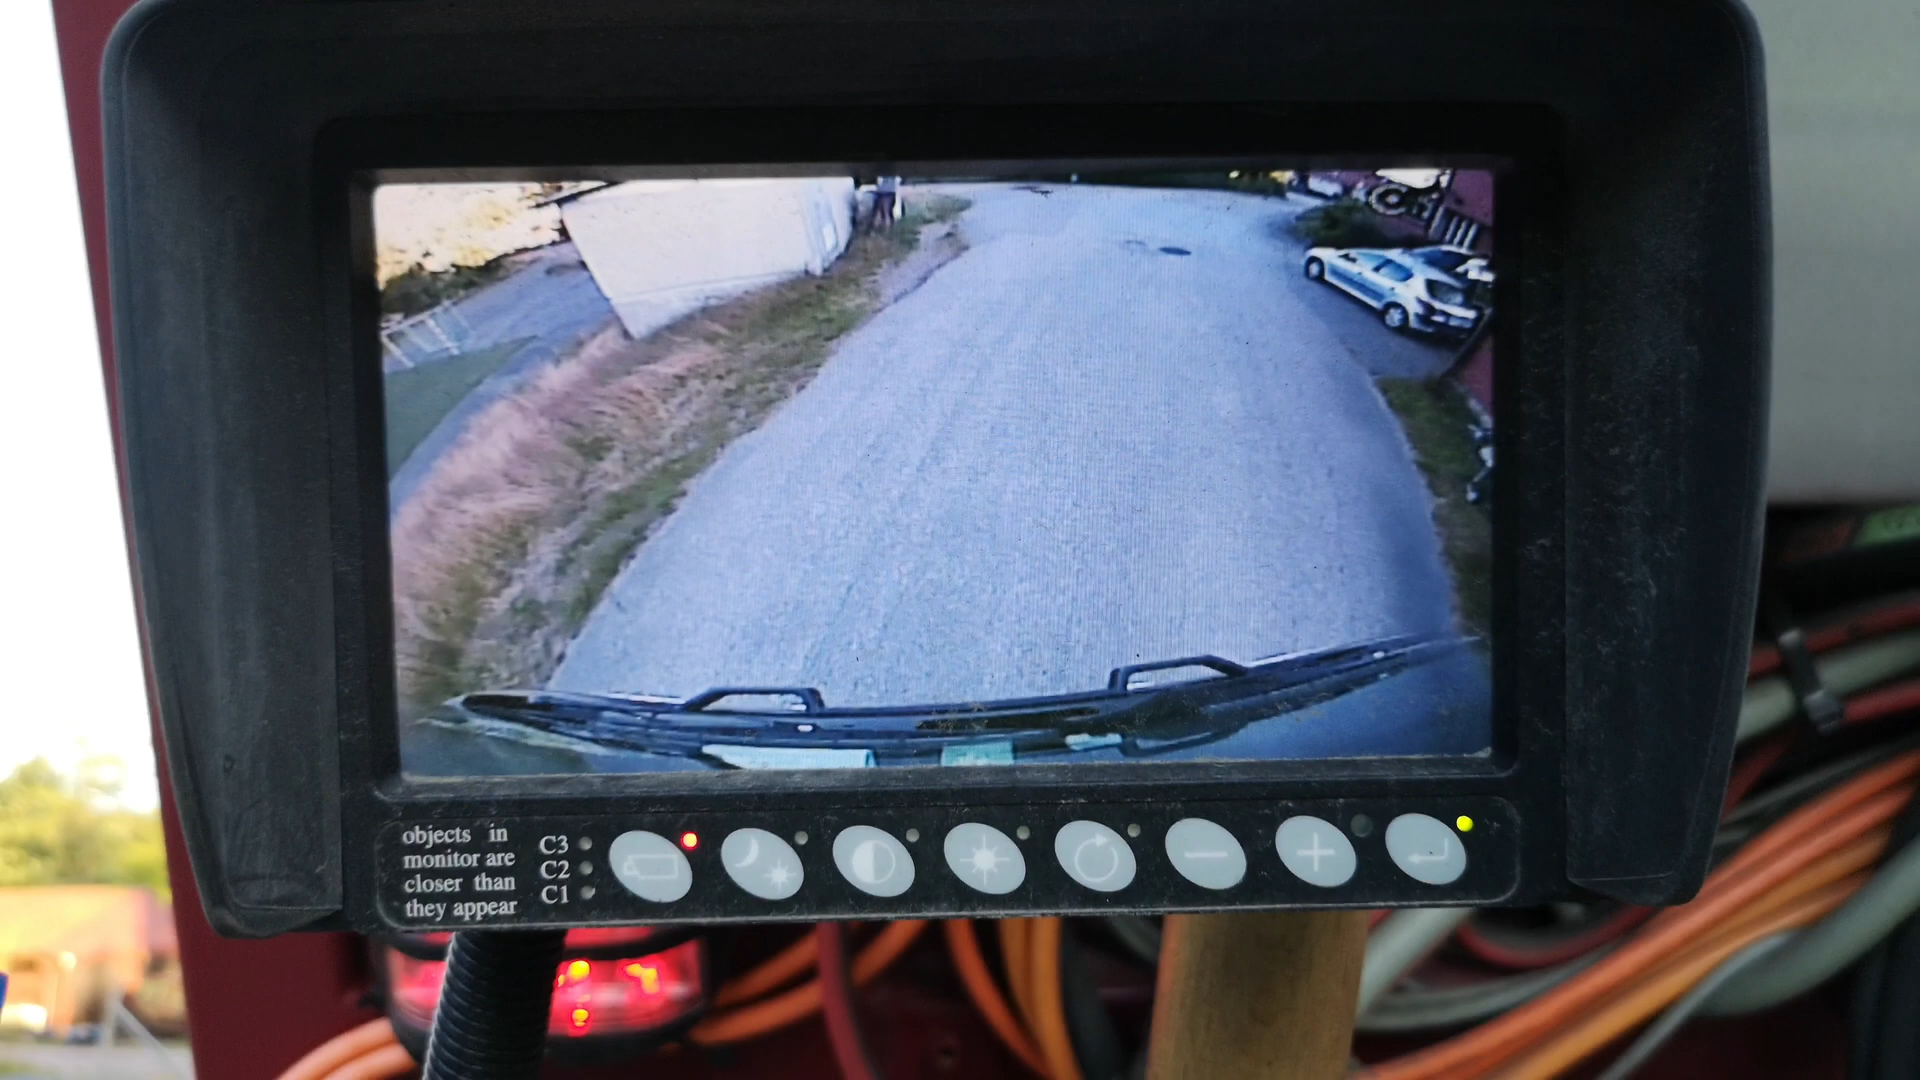 objects in
monitor are
closer than
they appear
C3
C2
C1